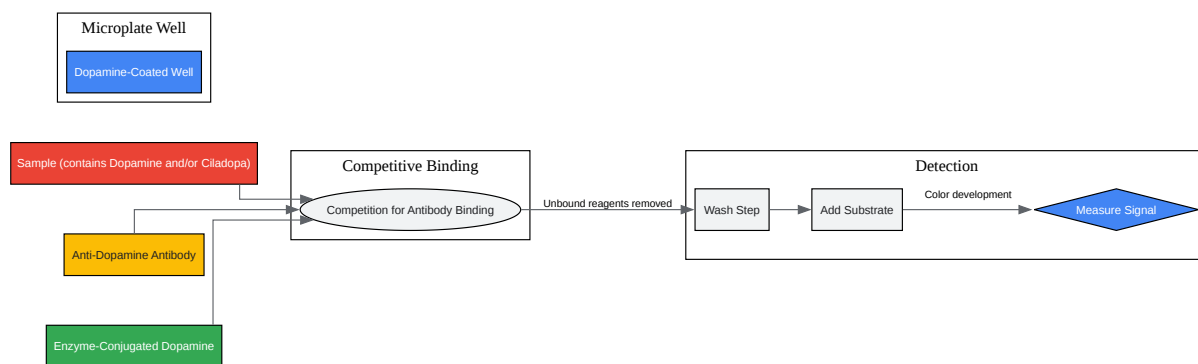 Microplate Well
Dopamine-Coated Well
Sample (contains Dopamine and/or Ciladopa)
Anti-Dopamine Antibody
Enzyme-Conjugated Dopamine
Competitive Binding
Competition for Antibody Binding
Unbound reagents removed
Detection
Wash Step
Add Substrate
Color development
Measure Signal